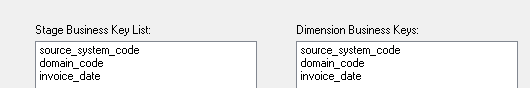 Stage Business Key List:
source_system_code
domain_code
invoice_date
Dimension Business Keys:
source_system_code
domain_code
invoice_date